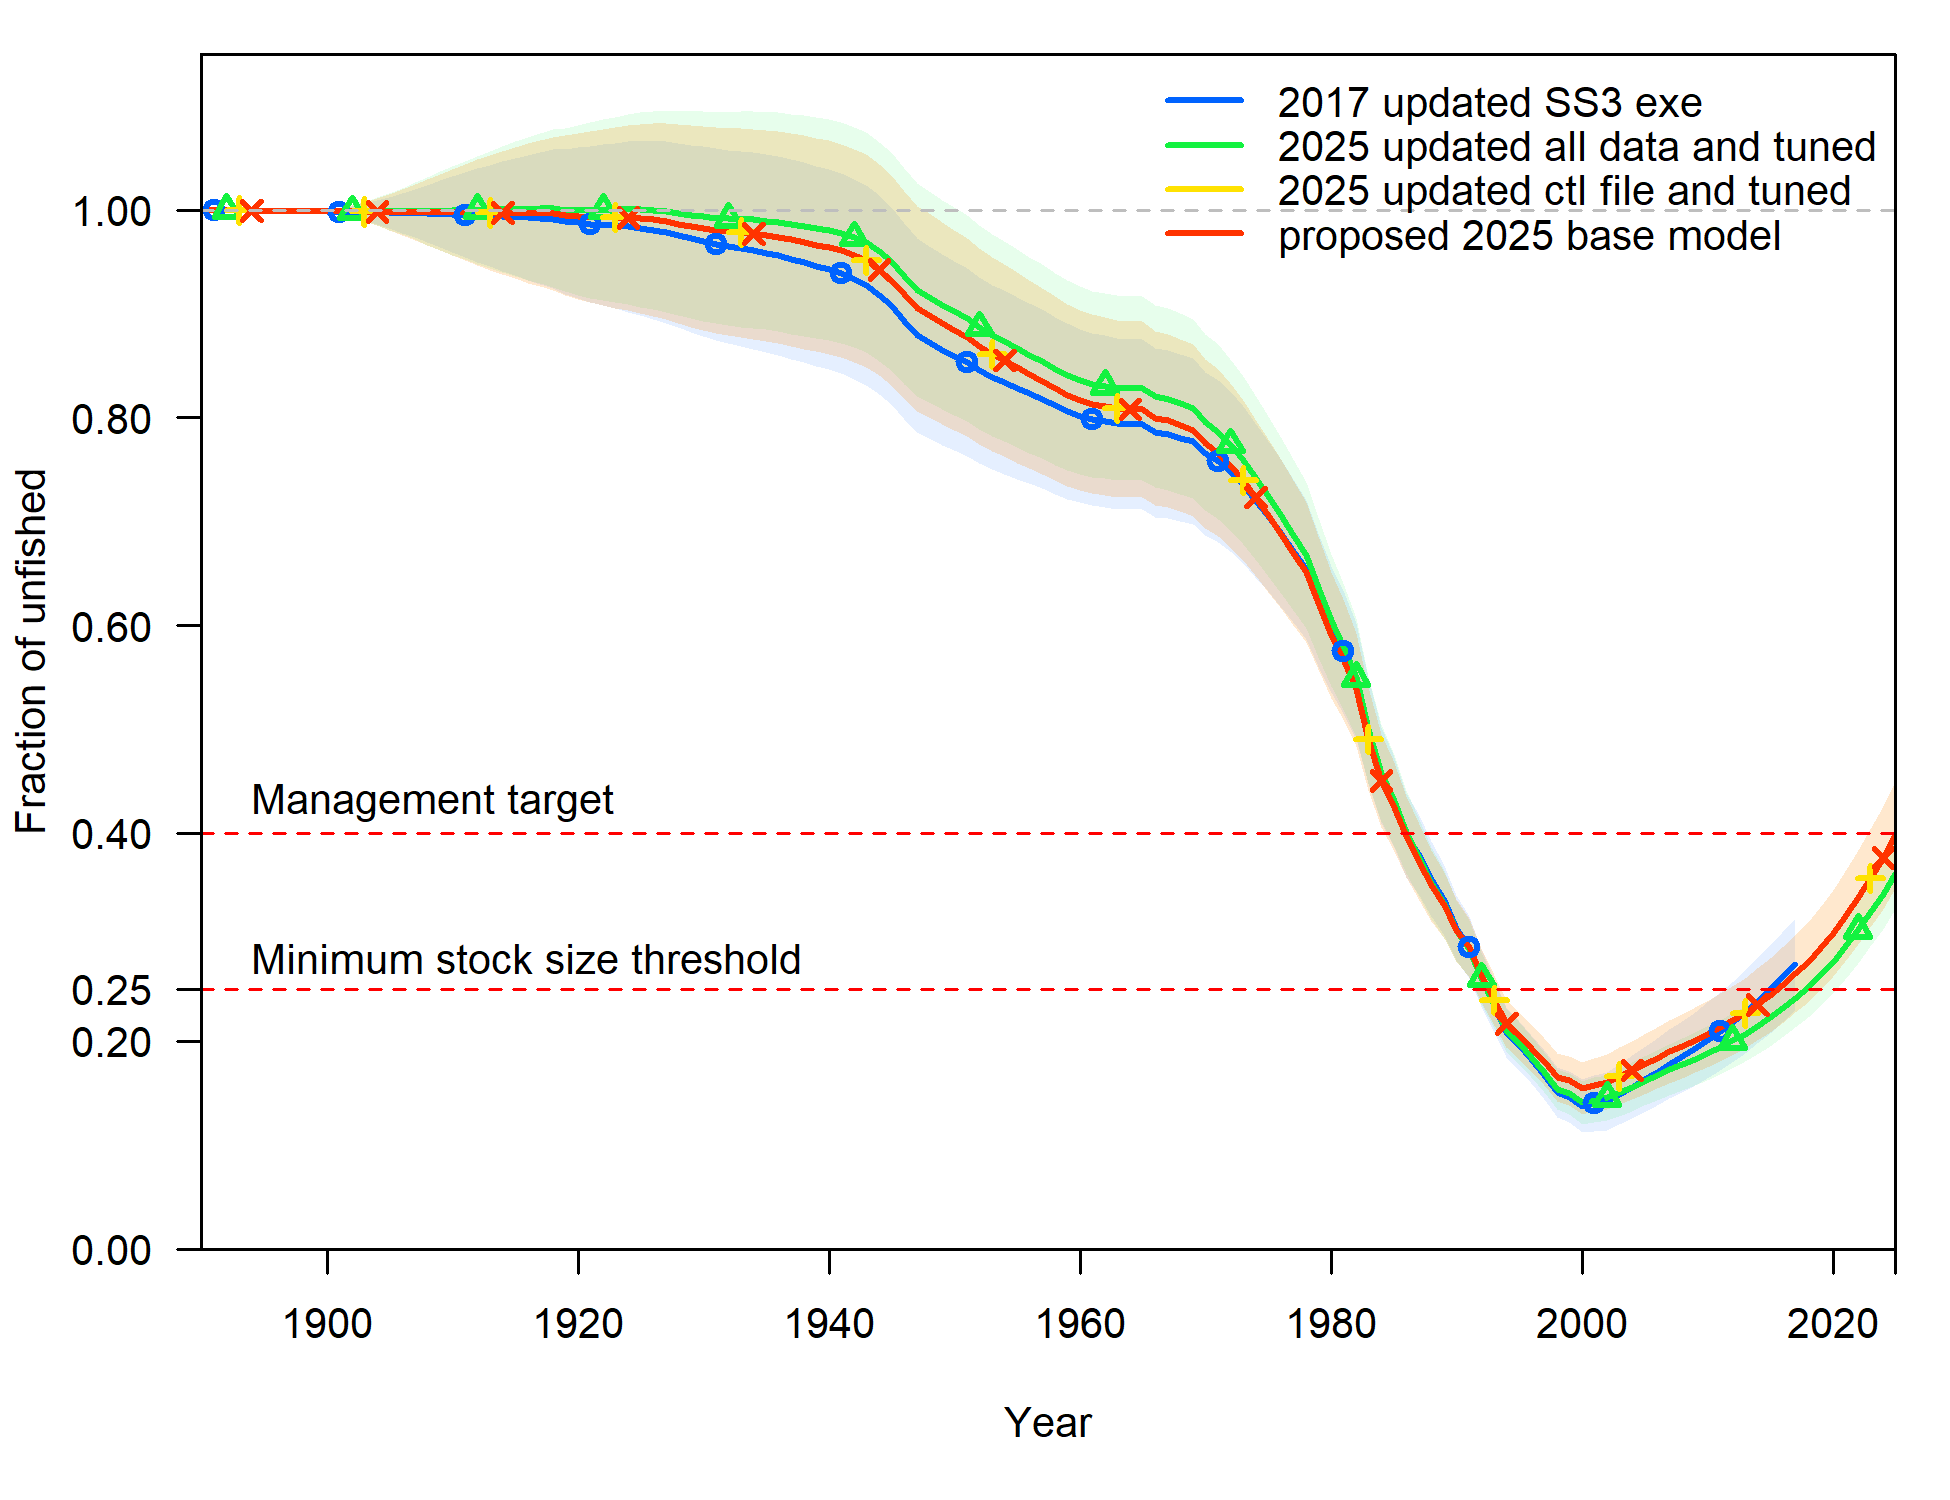 2017 updated SS3 exe
2025 updated all data and tuned
2025 updated ctl file and tuned
proposed 2025 base model
1.00
0.80
0.60
0.40
0.25
0.20
0.00
Fraction of unfished
Management target
Minimum stock size threshold
1900 1920 1940 1960 1980 2000 2020
Year